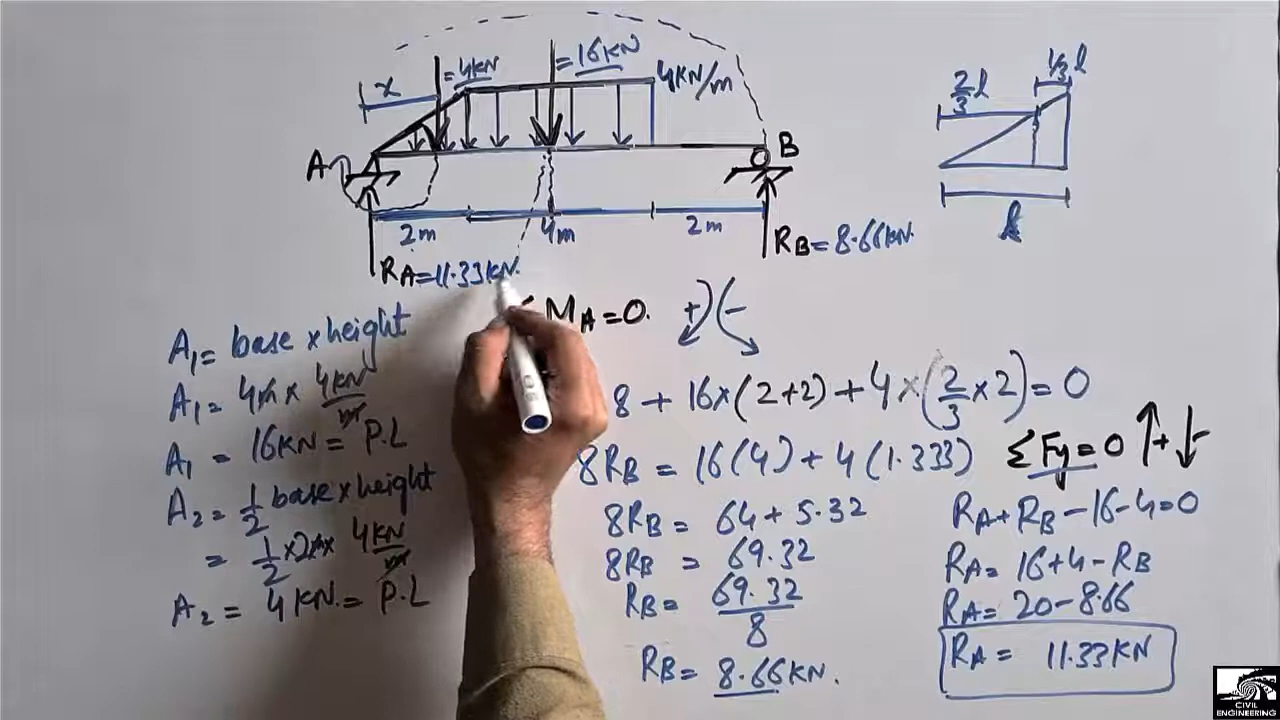 x
=4KN
=16KN
4KN/m
2/3 l
1/3 l
A
B
l
2m
4m
2m
RA=11.33KN.
RB=8.66KN.
MA=0. +) (-
A1= base × height
A1= 4m × 4KN/m
A1 = 16KN = P.L
A2= 1/2 base × height
= 1/2 × 2m × 4KN/m
A2 = 4KN.= P.L
8 + 16×(2+2) + 4×(2/3×2)=0
8RB = 16(4) + 4(1.333)
8RB = 64 + 5.32
8RB = 69.32
RB= 69.32/8
RB= 8.66KN.
ΣFy=0 ↑+ ↓-
RA+RB-16-4=0
RA= 16+4-RB
RA= 20-8.66
RA= 11.33KN
CIVIL
ENGINEERING